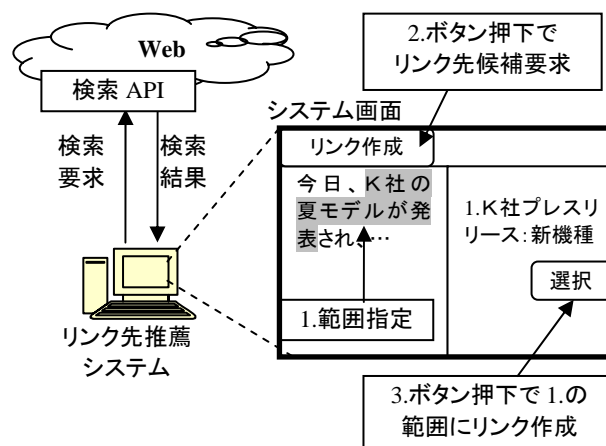 Web
検索 API
検索
要求
検索
結果
リンク先推薦
システム
2.ボタン押下で
リンク先候補要求
システム画面
リンク作成
今日、K社の
夏モデルが発
表され、…
1.範囲指定
1.K社プレスリ
リース:新機種
選択
3.ボタン押下で 1.の
範囲にリンク作成